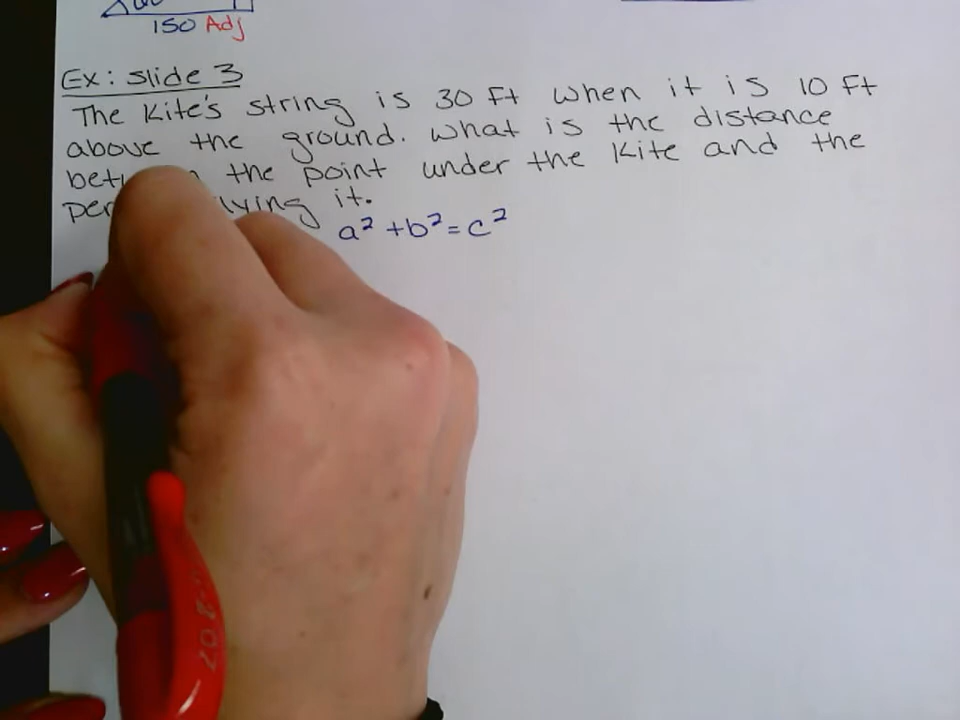 150 Adj
Ex: Slide 3
The Kite's string is 30 Ft when it is 10 Ft
above the ground. What is the distance
the point under the Kite and the
it.
a² + b² = c²